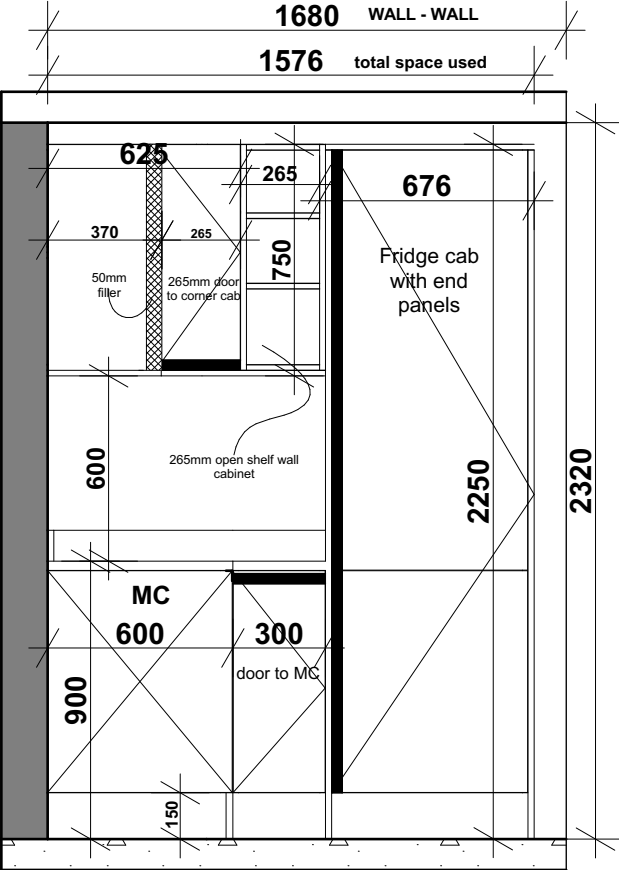 1680 WALL - WALL
1576 total space used
625
265
676
370
265
750
Fridge cab
with end
panels
50mm
filler
265mm door
to corner cab
600
265mm open shelf wall
cabinet
2250
2320
MC
600
300
door to MC
900
150